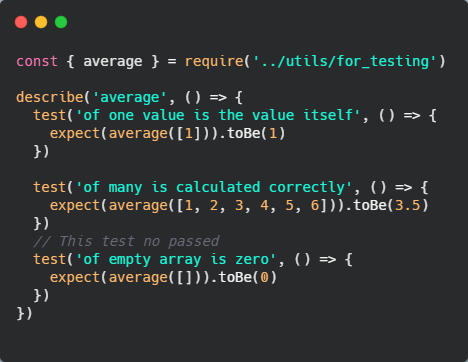 const { average } = require('../utils/for_testing')

describe('average', () => {
  test('of one value is the value itself', () => {
    expect(average([1])).toBe(1)
  })

  test('of many is calculated correctly', () => {
    expect(average([1, 2, 3, 4, 5, 6])).toBe(3.5)
  })
  // This test no passed
  test('of empty array is zero', () => {
    expect(average([])).toBe(0)
  })
})